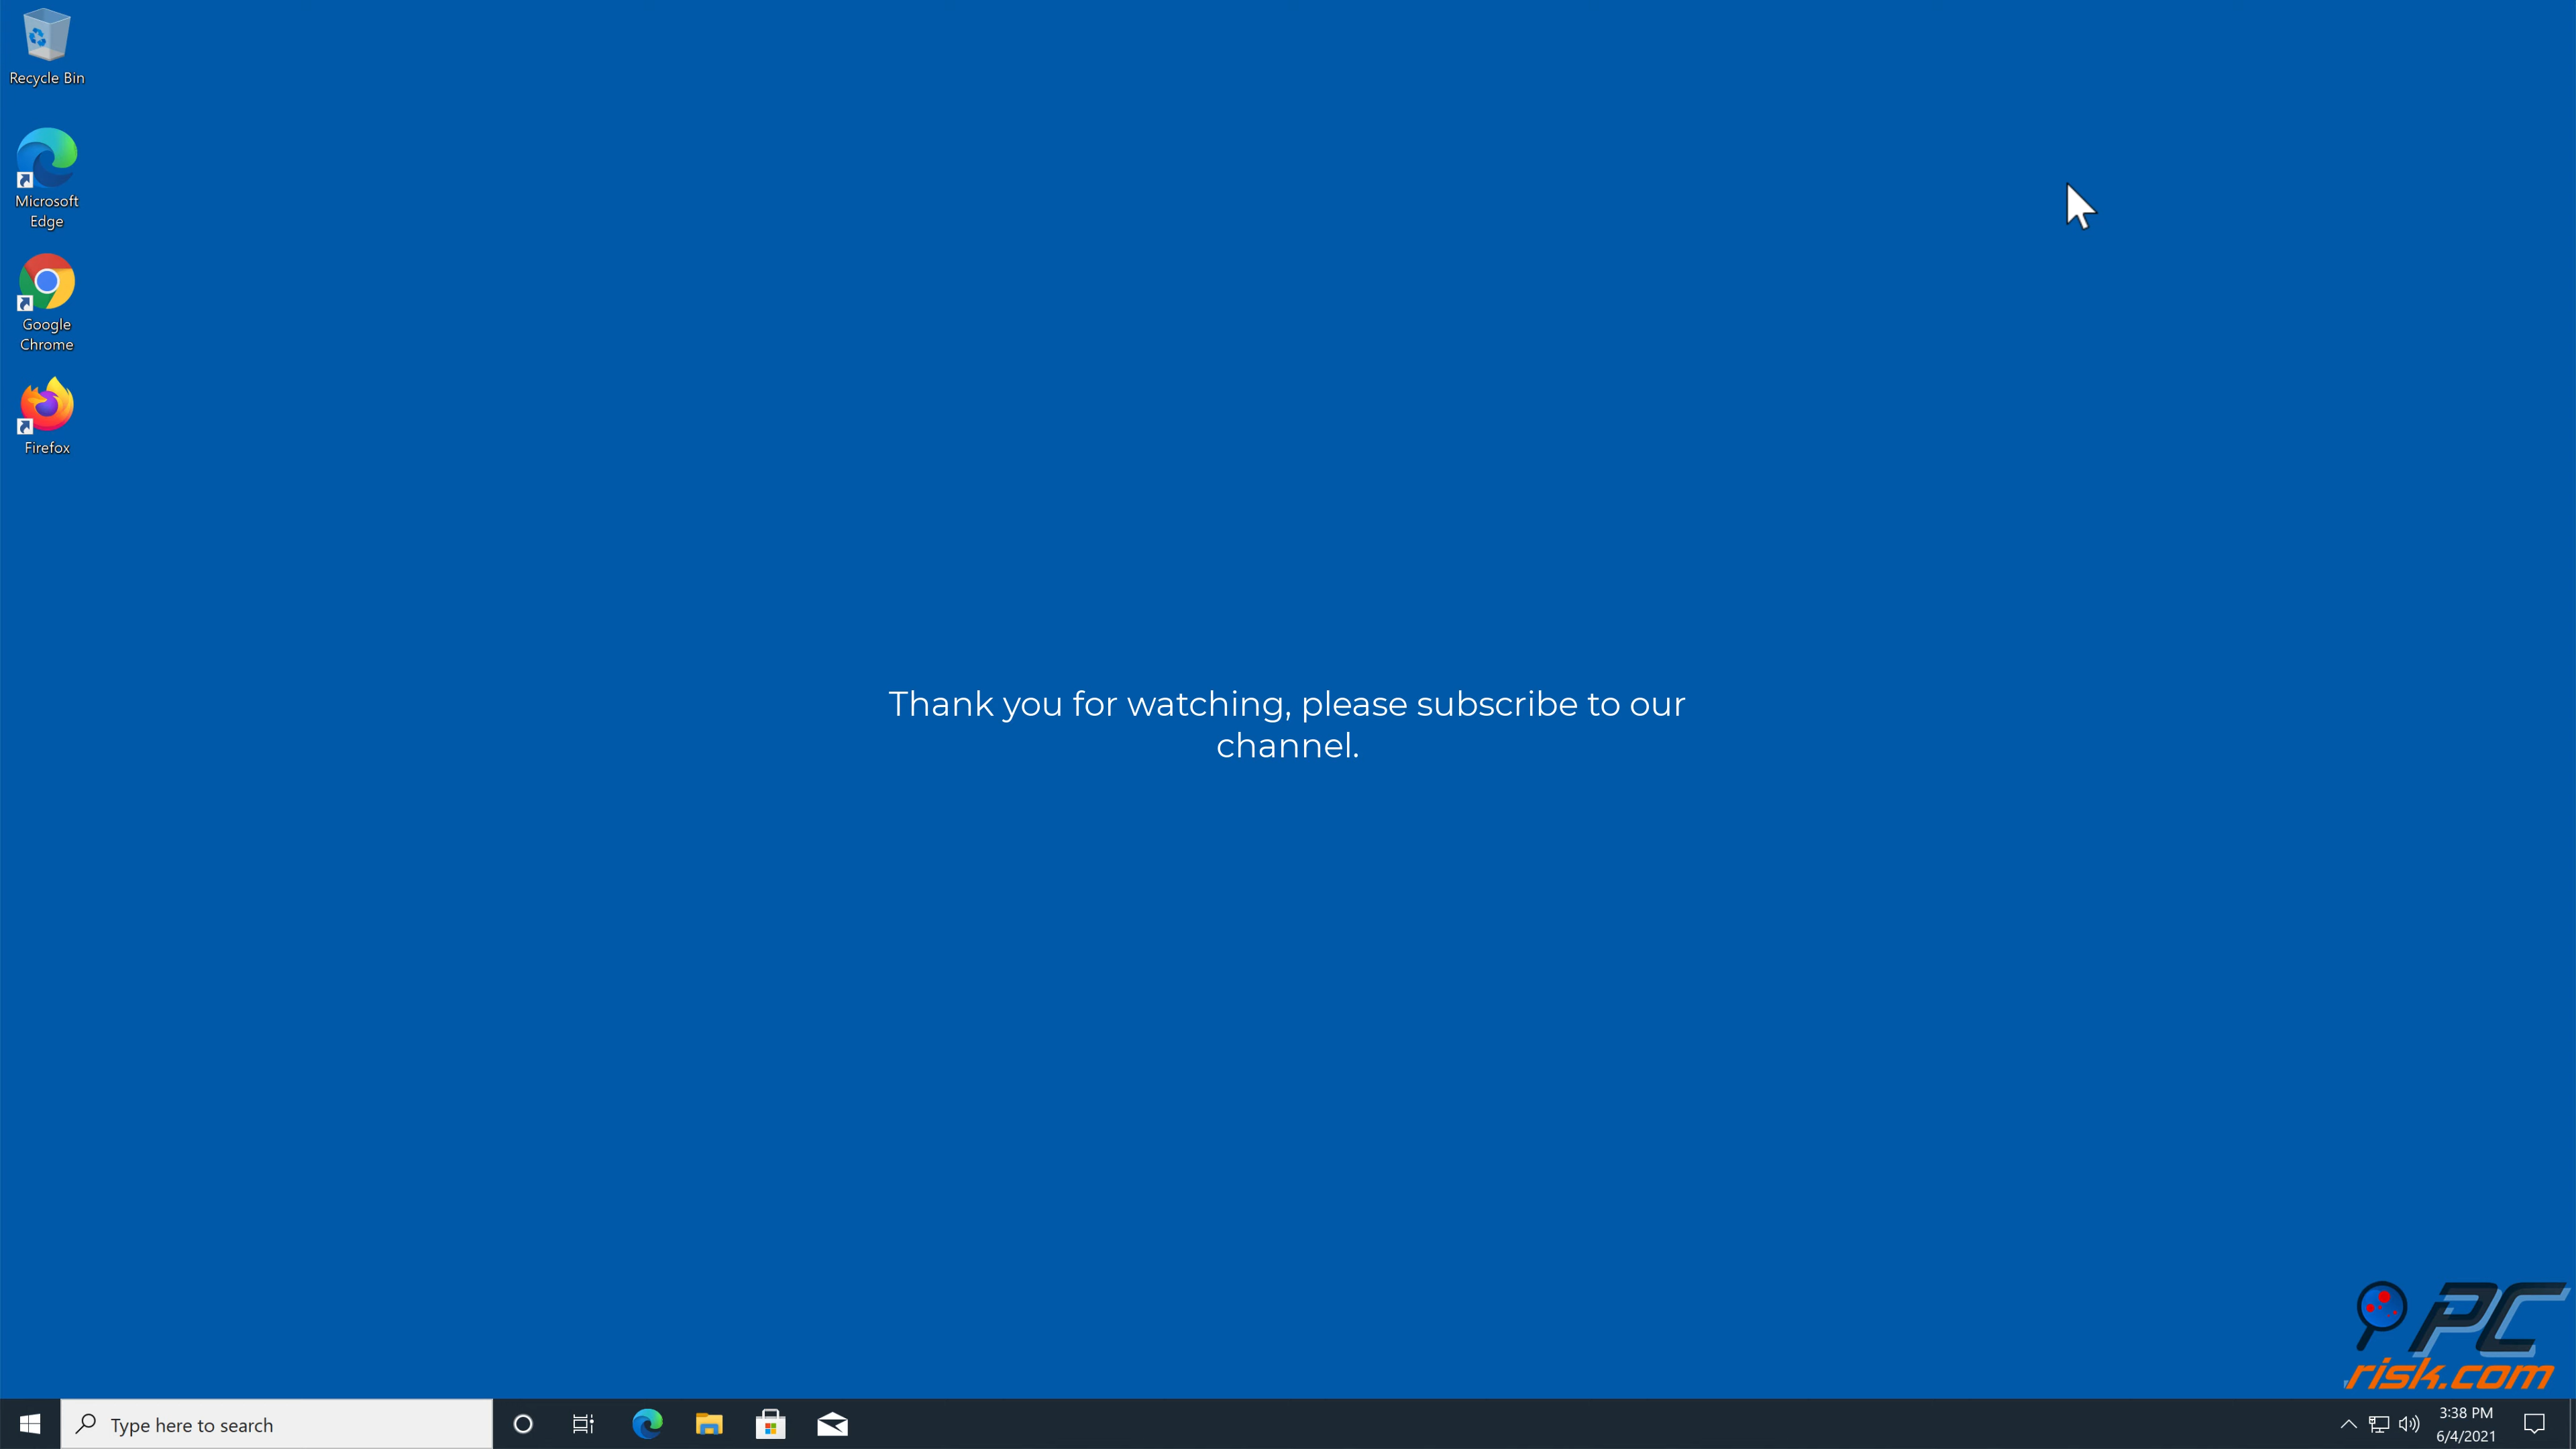 Recycle Bin
Microsoft
Edge
Google
Chrome
Firefox
Thank you for watching, please subscribe to our
channel.
PC
risk.com
Type here to search
3:38 PM
6/4/2021